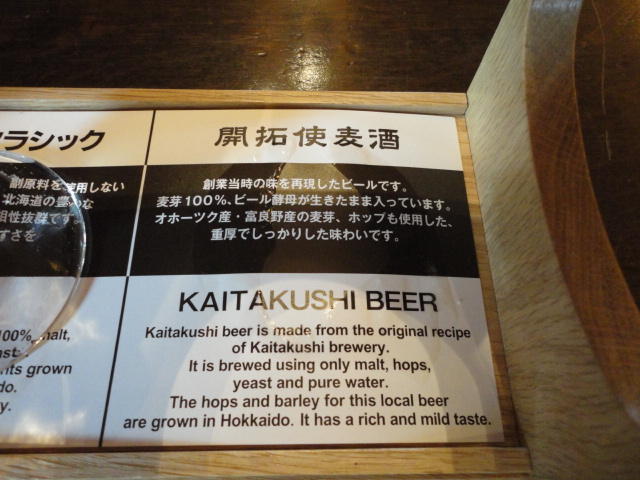 ラシック
副原料を使用しない
北海道の
相性抜群です
すさを
100%
grown
開拓使麦酒
創業当時の味を再現したビールです。
麦芽100%、ビール酵母が生きたまま入っています。
オホーツク産・富良野産の麦芽、ホップも使用した、
重厚でしっかりした味わいです。
KAITAKUSHI BEER
Kaitakushi beer is made from the original recipe
of Kaitakushi brewery.
It is brewed using only malt, hops,
yeast and pure water.
The hops and barley for this local beer
are grown in Hokkaido. It has a rich and mild taste.